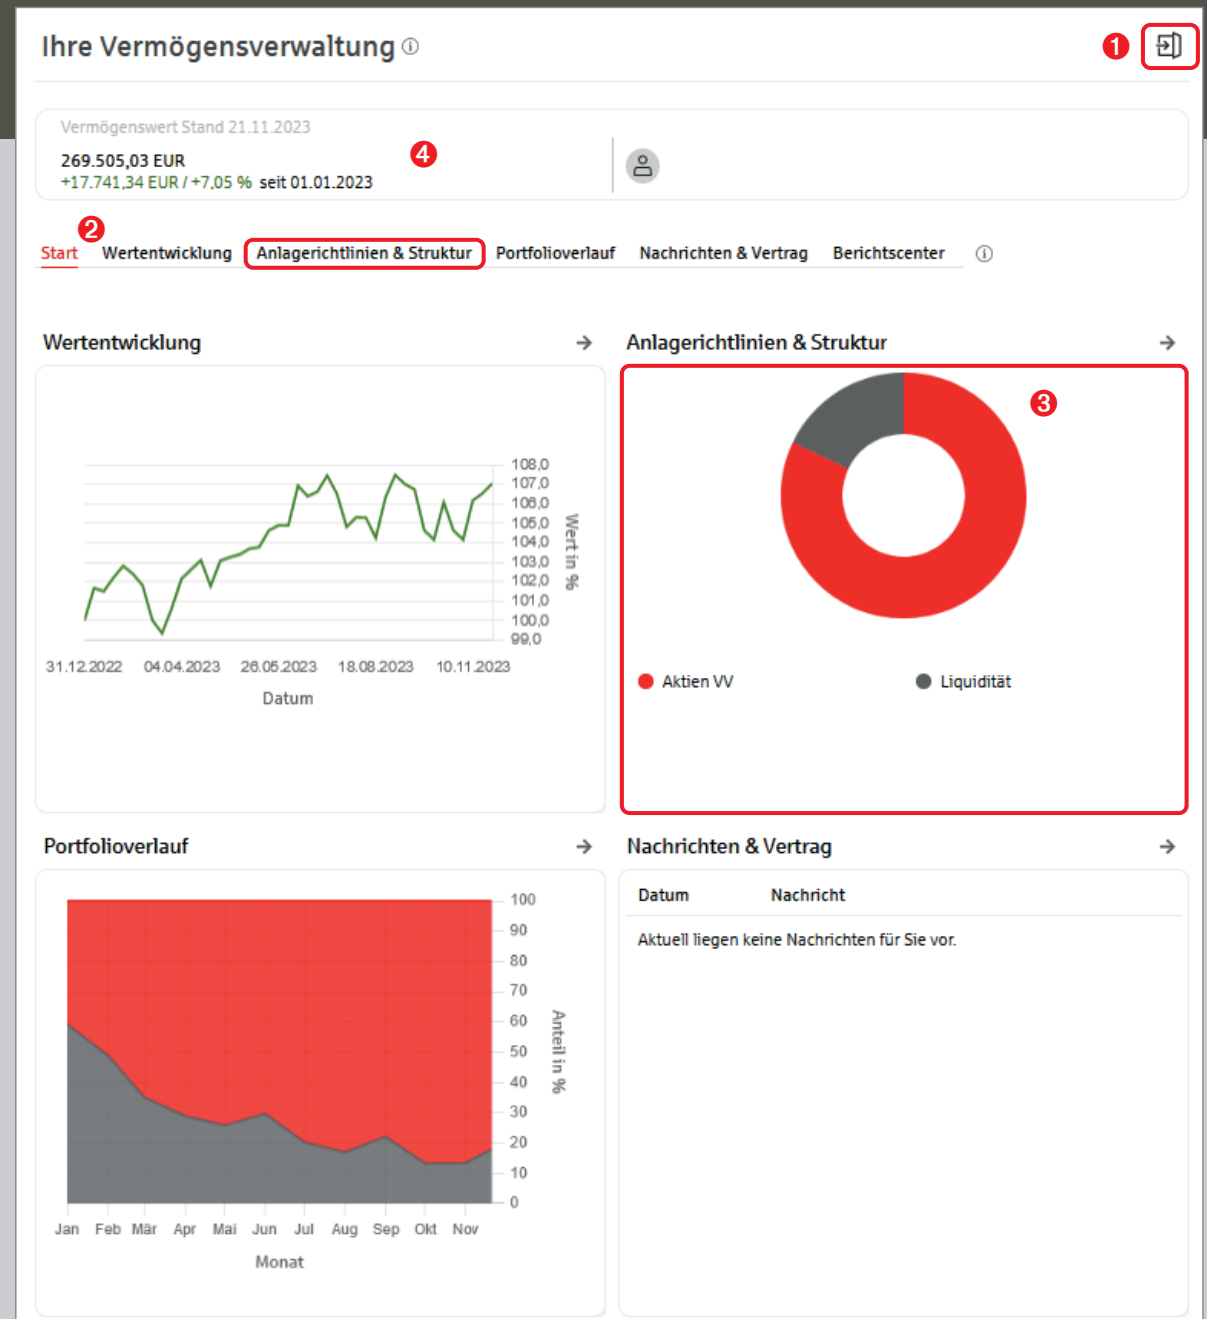 Ihre Vermögensverwaltung
1
Vermögenswert Stand 21.11.2023
269.505,03 EUR
4
+17.741,34 EUR / +7,05 % seit 01.01.2023
2
Start Wertentwicklung Anlagerichtlinien & Struktur Portfolioverlauf Nachrichten & Vertrag Berichtscenter
Wertentwicklung
108,0
107,0
106,0
105,0
104,0
103,0
102,0
101,0
100,0
99,0
Wert in %
31.12.2022 04.04.2023 26.05.2023 18.08.2023 10.11.2023
Datum
Anlagerichtlinien & Struktur
3
Aktien VV Liquidität
Portfolioverlauf
100
90
80
70
60
50
40
30
20
10
0
Anteil in %
Jan Feb Mär Apr Mai Jun Jul Aug Sep Okt Nov
Monat
Nachrichten & Vertrag
Datum Nachricht
Aktuell liegen keine Nachrichten für Sie vor.